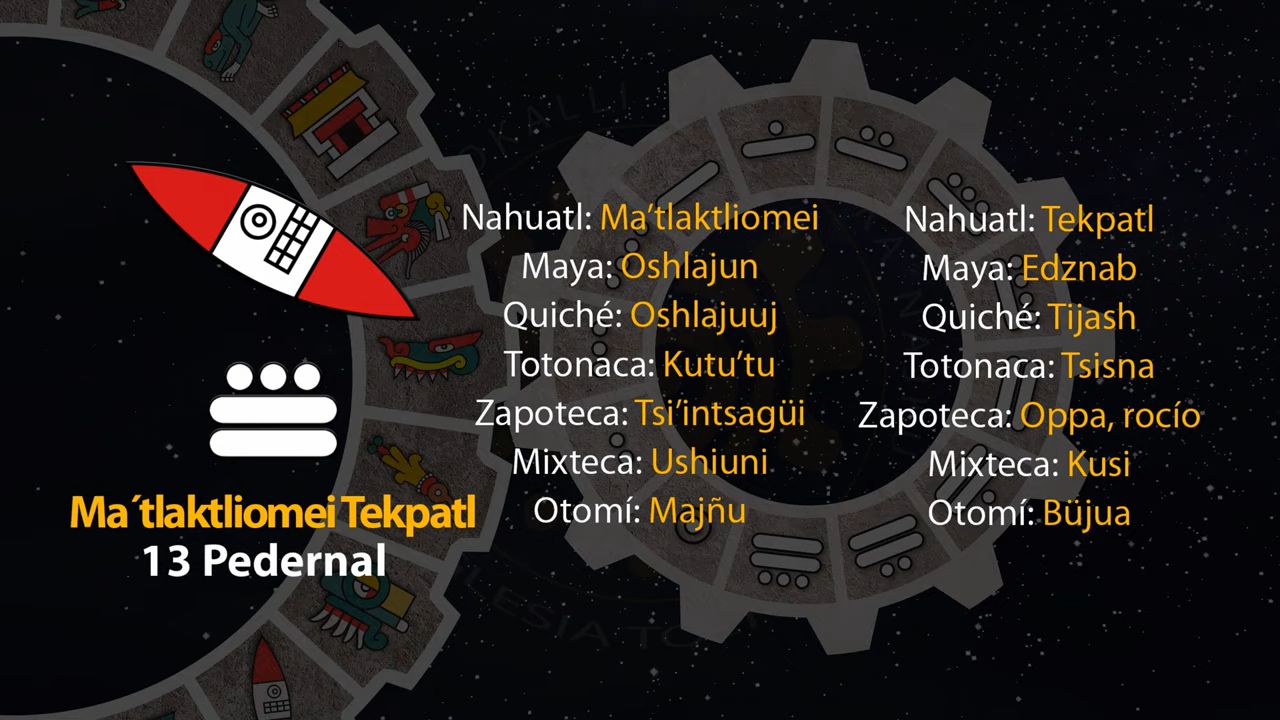 Ma´tlaktliomei Tekpatl
13 Pedernal
Nahuatl: Ma’tlaktliomei
Maya: Oshlajun
Quiché: Oshlajuuj
Totonaca: Kutu’tu
Zapoteca: Tsi’intsagüi
Mixteca: Ushiuni
Otomí: Majñu
Nahuatl: Tekpatl
Maya: Edznab
Quiché: Tijash
Totonaca: Tsisna
Zapoteca: Oppa, rocío
Mixteca: Kusi
Otomí: Büjua